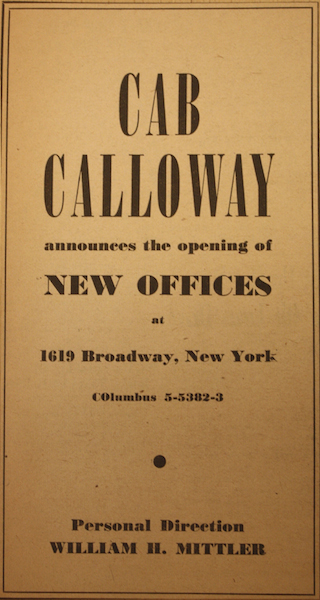 CAB
CALLOWAY
announces the opening of
NEW OFFICES
at
1619 Broadway, New York
COlumbus 5-5382-3
Personal Direction
WILLIAM H. MITTLER